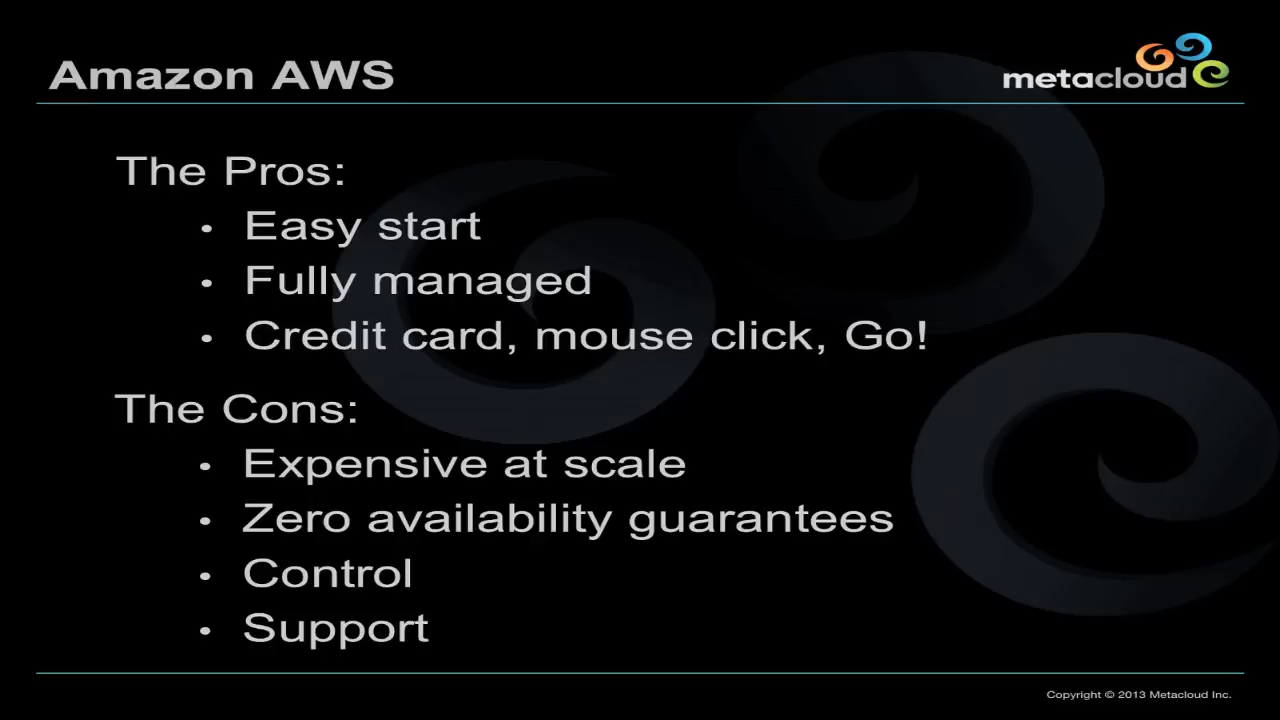 Amazon AWS
metacloud
The Pros:
• Easy start
• Fully managed
• Credit card, mouse click, Go!
The Cons:
• Expensive at scale
• Zero availability guarantees
• Control
• Support
Copyright © 2013 Metacloud Inc.